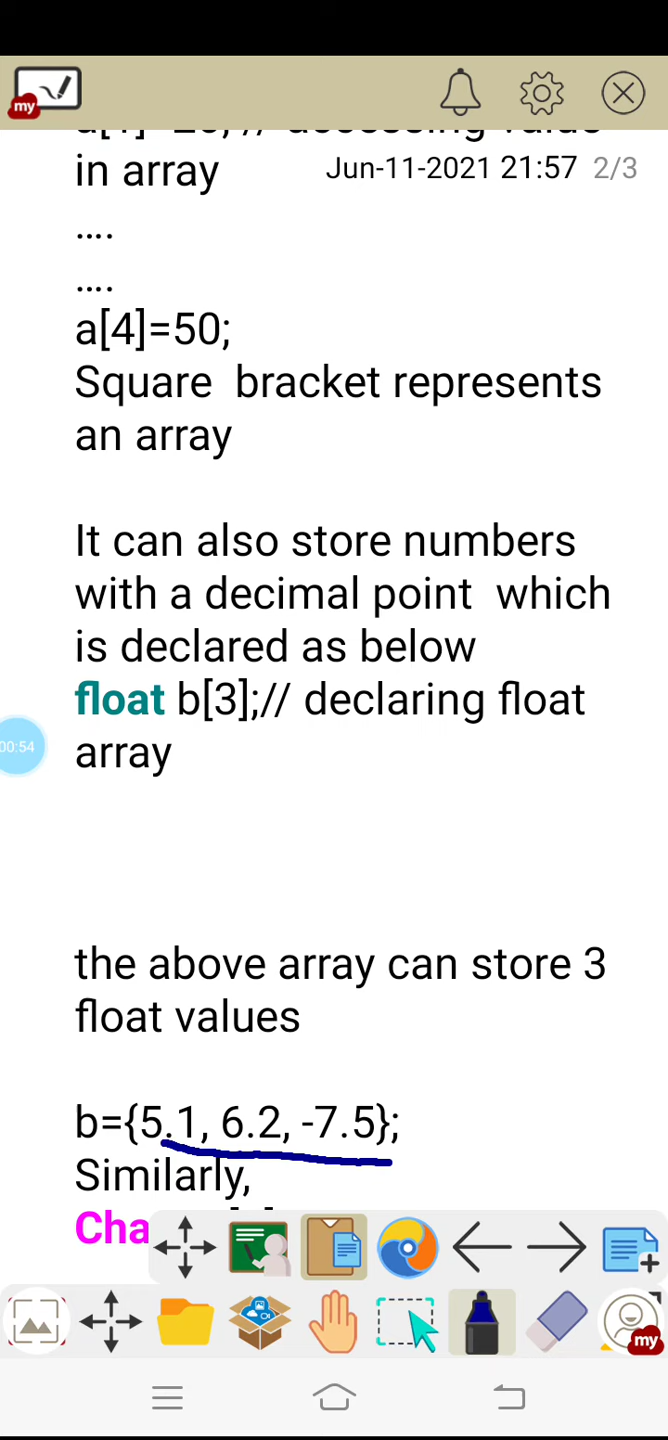 my
in array
Jun-11-2021 21:57 2/3
....
....
a[4]=50;
Square bracket represents
an array
It can also store numbers
with a decimal point which
is declared as below
float b[3];// declaring float
array
00:54
the above array can store 3
float values
b={5.1, 6.2, -7.5};
Similarly,
Cha
my